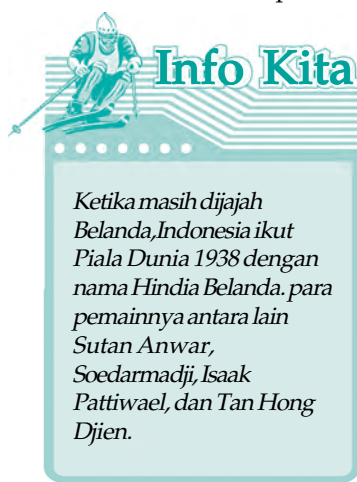 Info Kita
Ketika masih dijajah
Belanda,Indonesia ikut
Piala Dunia 1938 dengan
nama Hindia Belanda. para
pemainnya antara lain
Sutan Anwar,
Soedarmadji, Isaak
Pattiwael, dan Tan Hong
Djien.